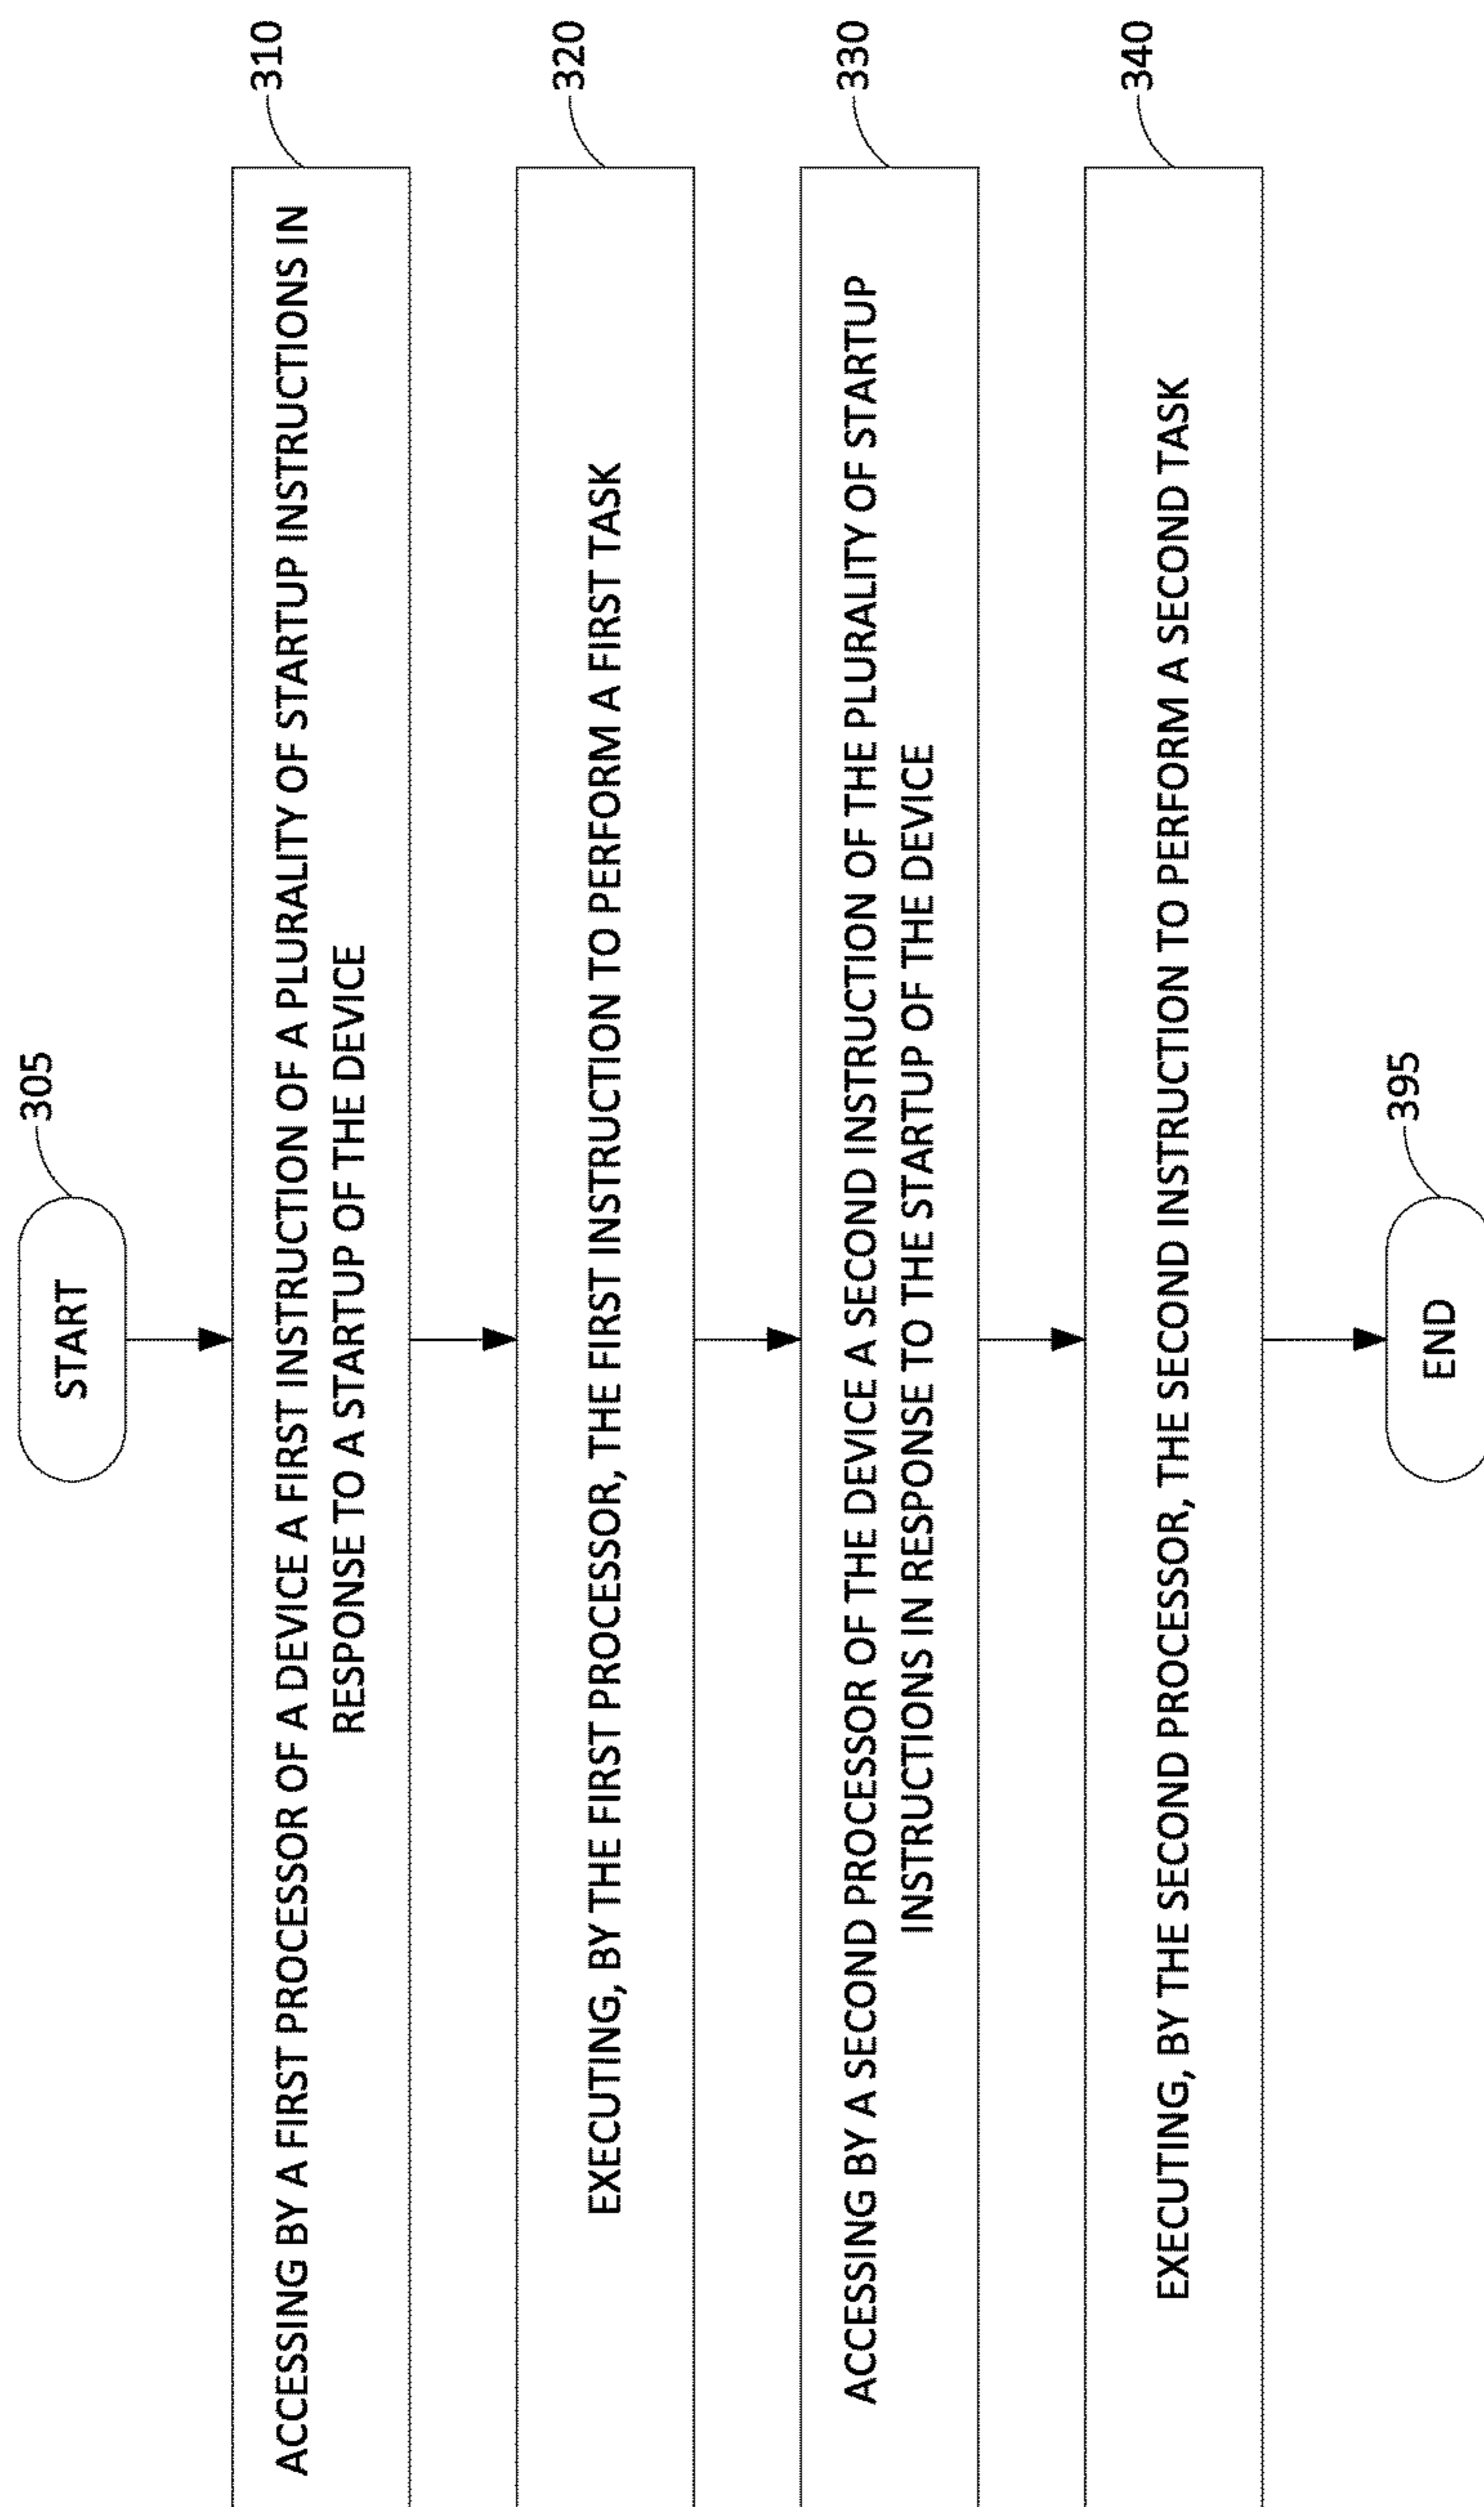 305
START
310
ACCESSING BY A FIRST PROCESSOR OF A DEVICE A FIRST INSTRUCTION OF A PLURALITY OF STARTUP INSTRUCTIONS IN
RESPONSE TO A STARTUP OF THE DEVICE
320
EXECUTING, BY THE FIRST PROCESSOR, THE FIRST INSTRUCTION TO PERFORM A FIRST TASK
330
ACCESSING BY A SECOND PROCESSOR OF THE DEVICE A SECOND INSTRUCTION OF THE PLURALITY OF STARTUP
INSTRUCTIONS IN RESPONSE TO THE STARTUP OF THE DEVICE
340
EXECUTING, BY THE SECOND PROCESSOR, THE SECOND INSTRUCTION TO PERFORM A SECOND TASK
395
END